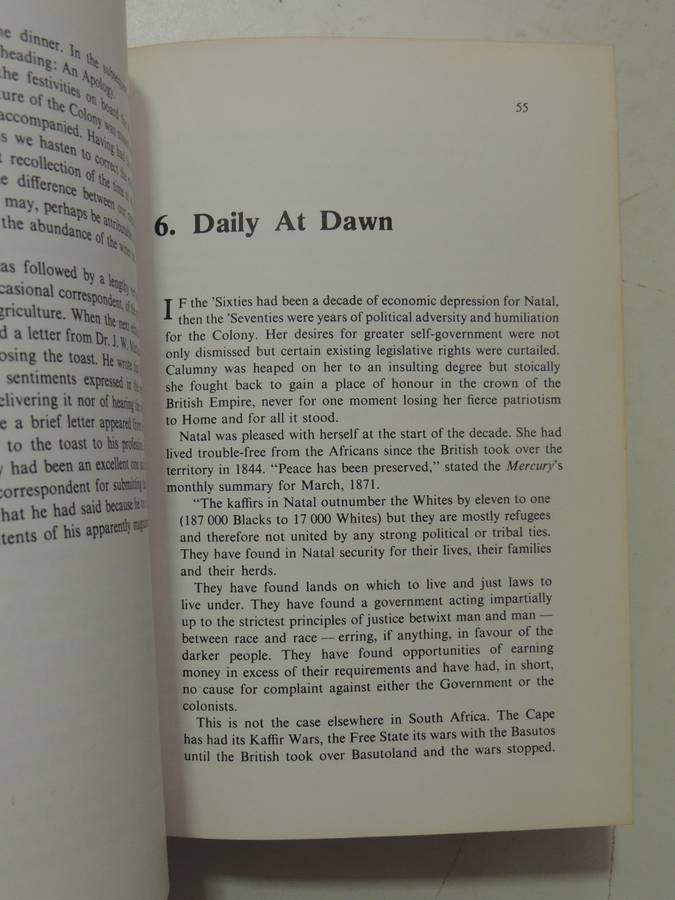 ne dinner. In the subsequent
heading: An Apology.
the festivities on board the
ture of the Colony was
accompanied. Having had
s we hasten to correct the
t recollection of the time
e difference between our
may, perhaps be attributable
the abundance of the wine
as followed by a lengthy
casional correspondent, of the
griculture. When the next
d a letter from Dr. J. W.
osing the toast. He wrote
sentiments expressed in the
elivering it nor of hearing
e a brief letter appeared from
to the toast to his
y had been an excellent one
correspondent for submitting
hat he had said because he
tents of his apparently
55
6. Daily At Dawn
IF the 'Sixties had been a decade of economic depression for Natal,
then the 'Seventies were years of political adversity and humiliation
for the Colony. Her desires for greater self-government were not
only dismissed but certain existing legislative rights were curtailed.
Calumny was heaped on her to an insulting degree but stoically
she fought back to gain a place of honour in the crown of the
British Empire, never for one moment losing her fierce patriotism
to Home and for all it stood.
Natal was pleased with herself at the start of the decade. She had
lived trouble-free from the Africans since the British took over the
territory in 1844. “Peace has been preserved,” stated the Mercury's
monthly summary for March, 1871.
“The kaffirs in Natal outnumber the Whites by eleven to one
(187 000 Blacks to 17 000 Whites) but they are mostly refugees
and therefore not united by any strong political or tribal ties.
They have found in Natal security for their lives, their families
and their herds.
They have found lands on which to live and just laws to
live under. They have found a government acting impartially
up to the strictest principles of justice betwixt man and man —
between race and race — erring, if anything, in favour of the
darker people. They have found opportunities of earning
money in excess of their requirements and have had, in short,
no cause for complaint against either the Government or the
colonists.
This is not the case elsewhere in South Africa. The Cape
has had its Kaffir Wars, the Free State its wars with the Basutos
until the British took over Basutoland and the wars stopped.